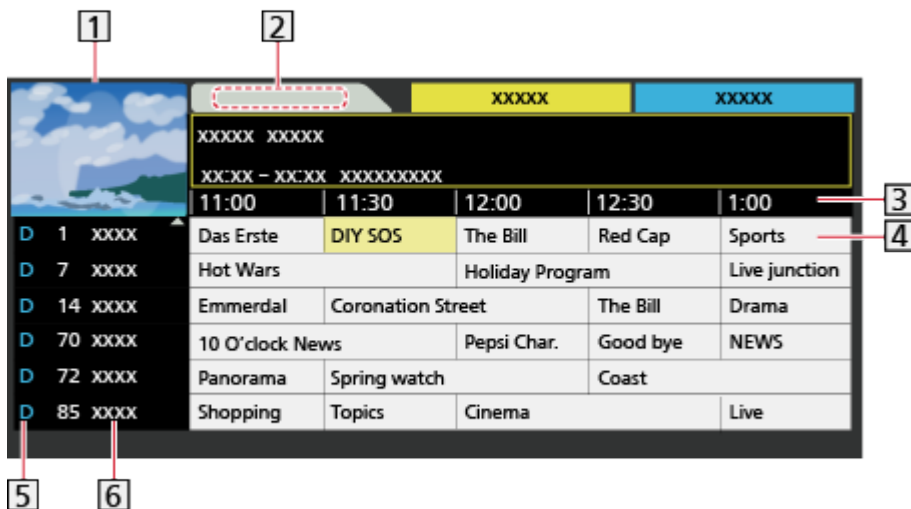 1 2
xxxxx xxxxx
xxxxx xxxxx
xx:xx – xx:xx xxxxxxxxx
11:00 11:30 12:00 12:30 1:00 3
D 1 xxxx Das Erste DIY SOS The Bill Red Cap Sports 4
D 7 xxxx Hot Wars Holiday Program Live junction
D 14 xxxx Emmerdal Coronation Street The Bill Drama
D 70 xxxx 10 O'clock News Pepsi Char. Good bye NEWS
D 72 xxxx Panorama Spring watch Coast
D 85 xxxx Shopping Topics Cinema Live
5 6